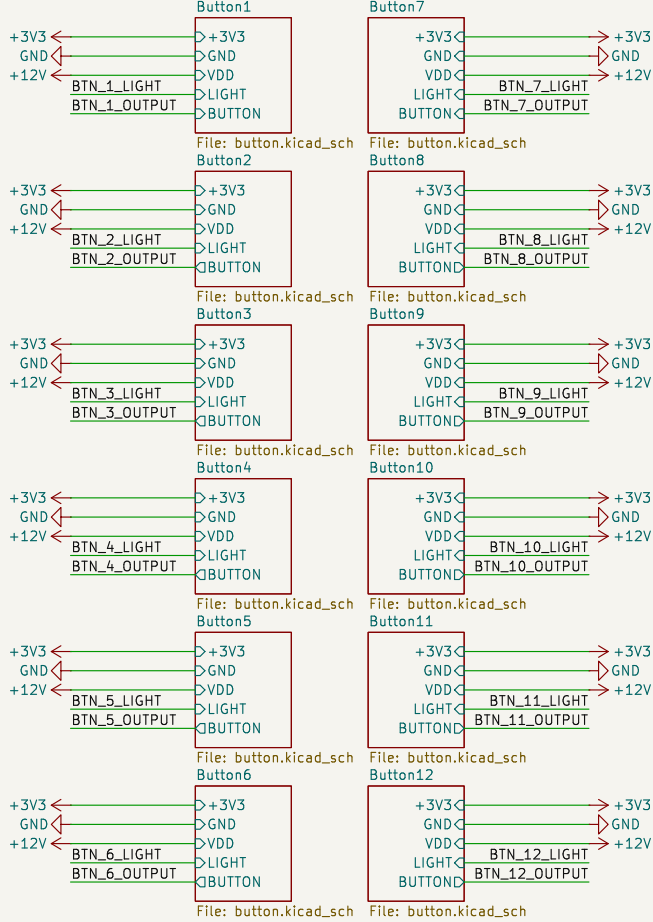 Button1
+3V3 +3V3
GND GND
+12V VDD
BTN_1_LIGHT LIGHT
BTN_1_OUTPUT BUTTON
File: button.kicad_sch
Button7
+3V3 +3V3
GND GND
VDD +12V
LIGHT BTN_7_LIGHT
BUTTON BTN_7_OUTPUT
File: button.kicad_sch
Button2
+3V3 +3V3
GND GND
+12V VDD
BTN_2_LIGHT LIGHT
BTN_2_OUTPUT BUTTON
File: button.kicad_sch
Button8
+3V3 +3V3
GND GND
VDD +12V
LIGHT BTN_8_LIGHT
BUTTON BTN_8_OUTPUT
File: button.kicad_sch
Button3
+3V3 +3V3
GND GND
+12V VDD
BTN_3_LIGHT LIGHT
BTN_3_OUTPUT BUTTON
File: button.kicad_sch
Button9
+3V3 +3V3
GND GND
VDD +12V
LIGHT BTN_9_LIGHT
BUTTON BTN_9_OUTPUT
File: button.kicad_sch
Button4
+3V3 +3V3
GND GND
+12V VDD
BTN_4_LIGHT LIGHT
BTN_4_OUTPUT BUTTON
File: button.kicad_sch
Button10
+3V3 +3V3
GND GND
VDD +12V
LIGHT BTN_10_LIGHT
BUTTON BTN_10_OUTPUT
File: button.kicad_sch
Button5
+3V3 +3V3
GND GND
+12V VDD
BTN_5_LIGHT LIGHT
BTN_5_OUTPUT BUTTON
File: button.kicad_sch
Button11
+3V3 +3V3
GND GND
VDD +12V
LIGHT BTN_11_LIGHT
BUTTON BTN_11_OUTPUT
File: button.kicad_sch
Button6
+3V3 +3V3
GND GND
+12V VDD
BTN_6_LIGHT LIGHT
BTN_6_OUTPUT BUTTON
File: button.kicad_sch
Button12
+3V3 +3V3
GND GND
VDD +12V
LIGHT BTN_12_LIGHT
BUTTON BTN_12_OUTPUT
File: button.kicad_sch